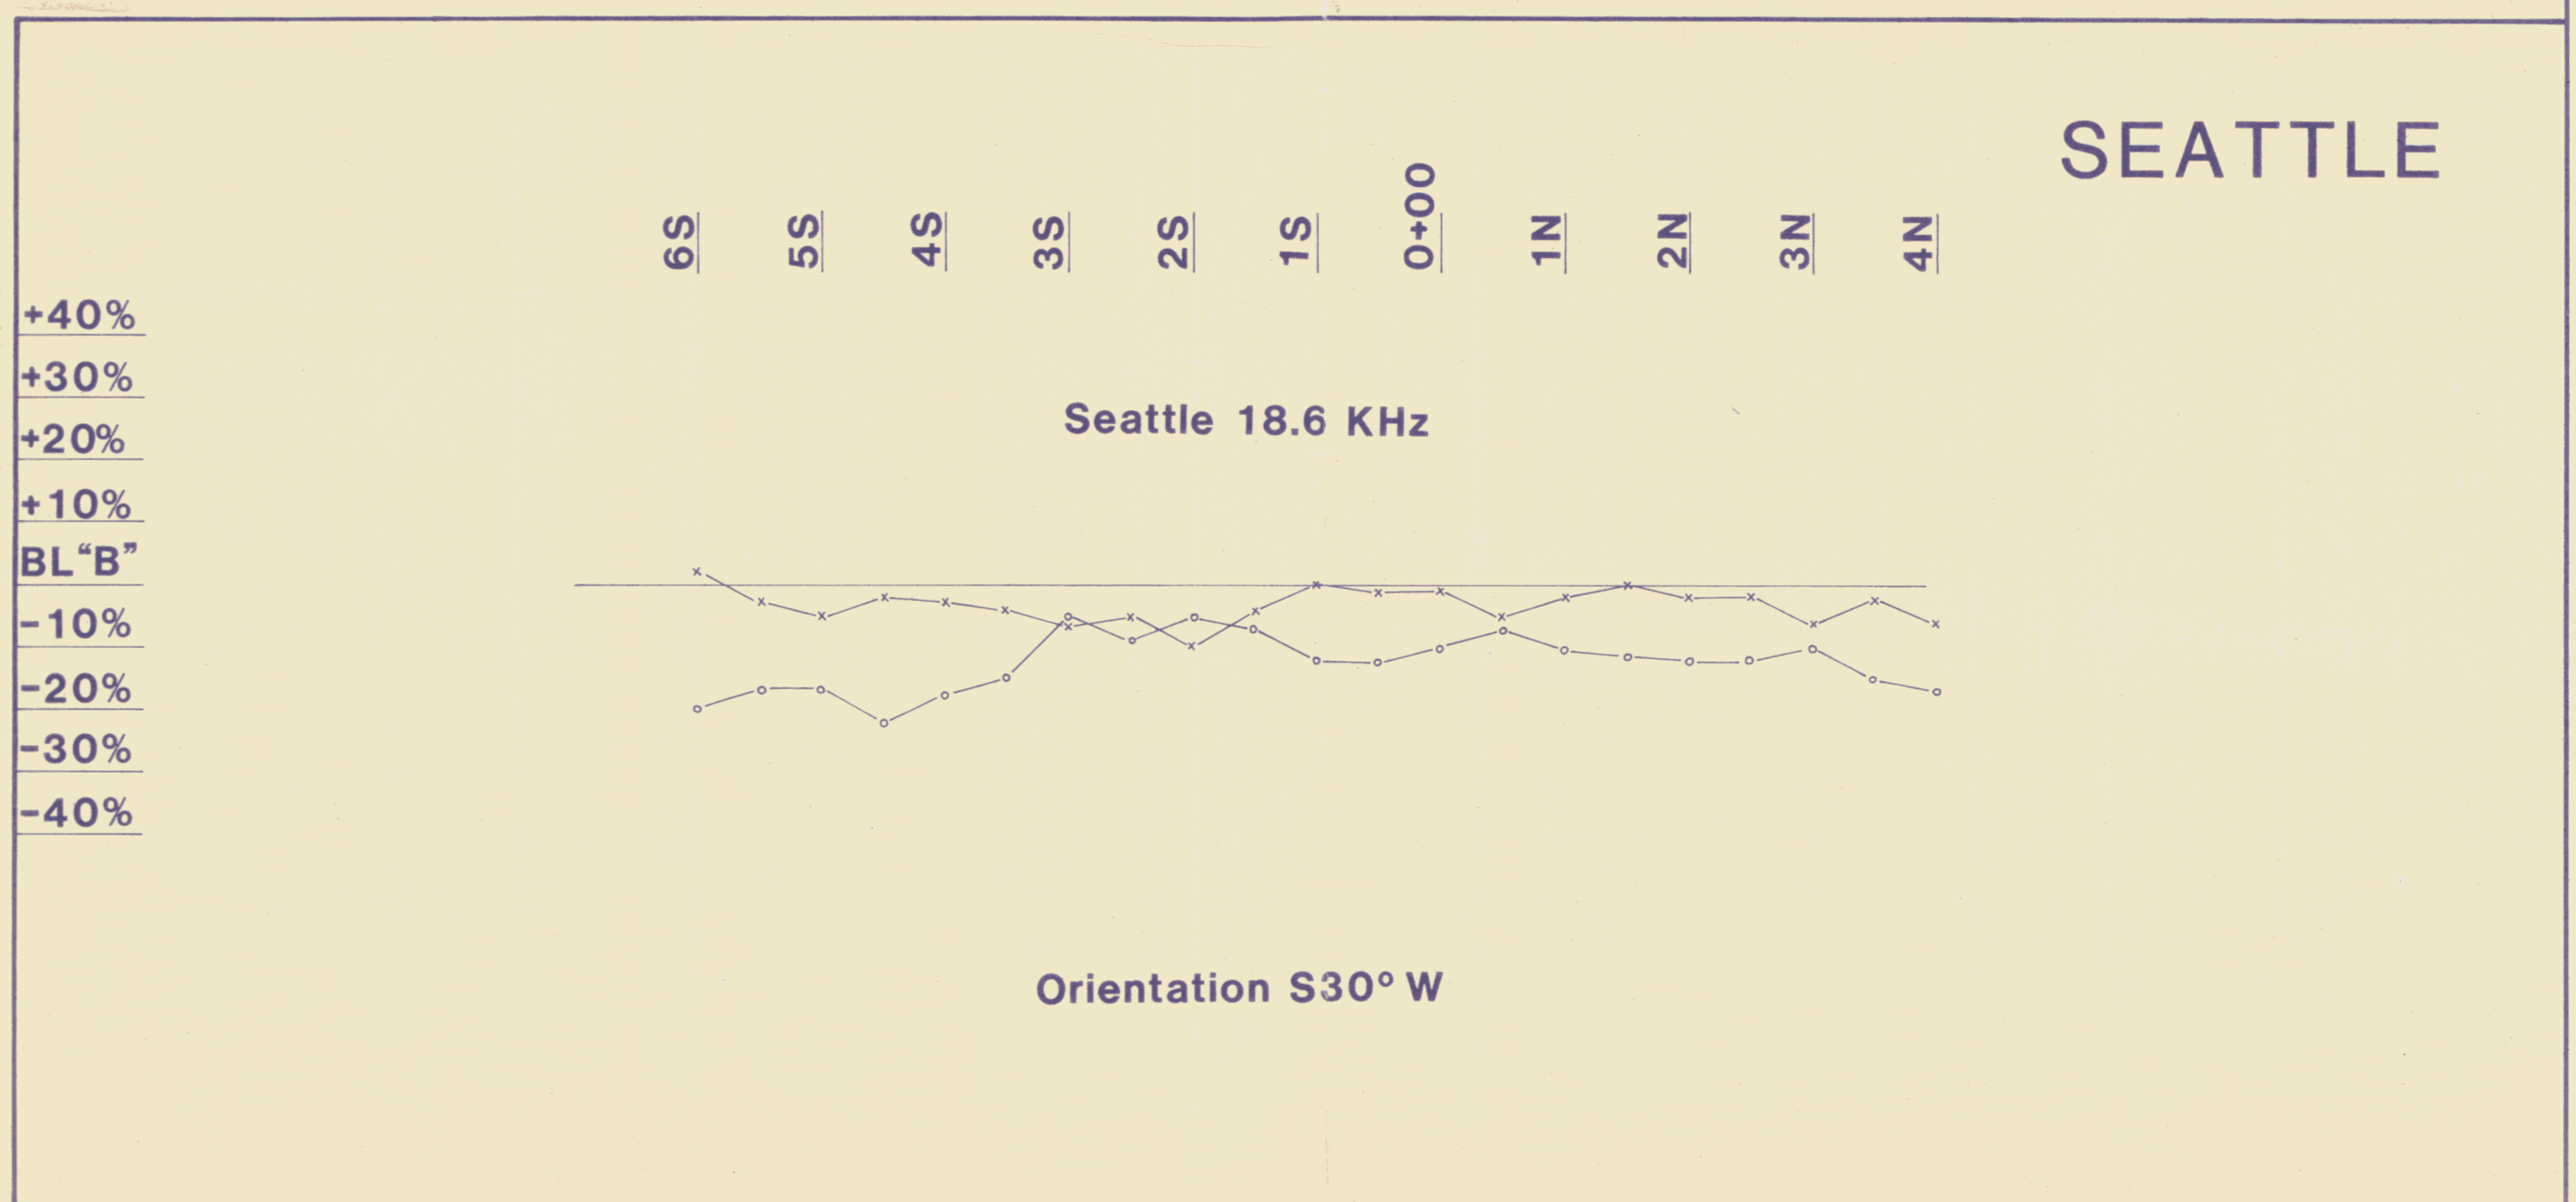 SEATTLE
6S 5S 4S 3S 2S 1S 0+00 1N 2N 3N 4N
+40%
+30%
+20%
+10%
BL“B”
-10%
-20%
-30%
-40%
Seattle 18.6 KHz
Orientation S30° W